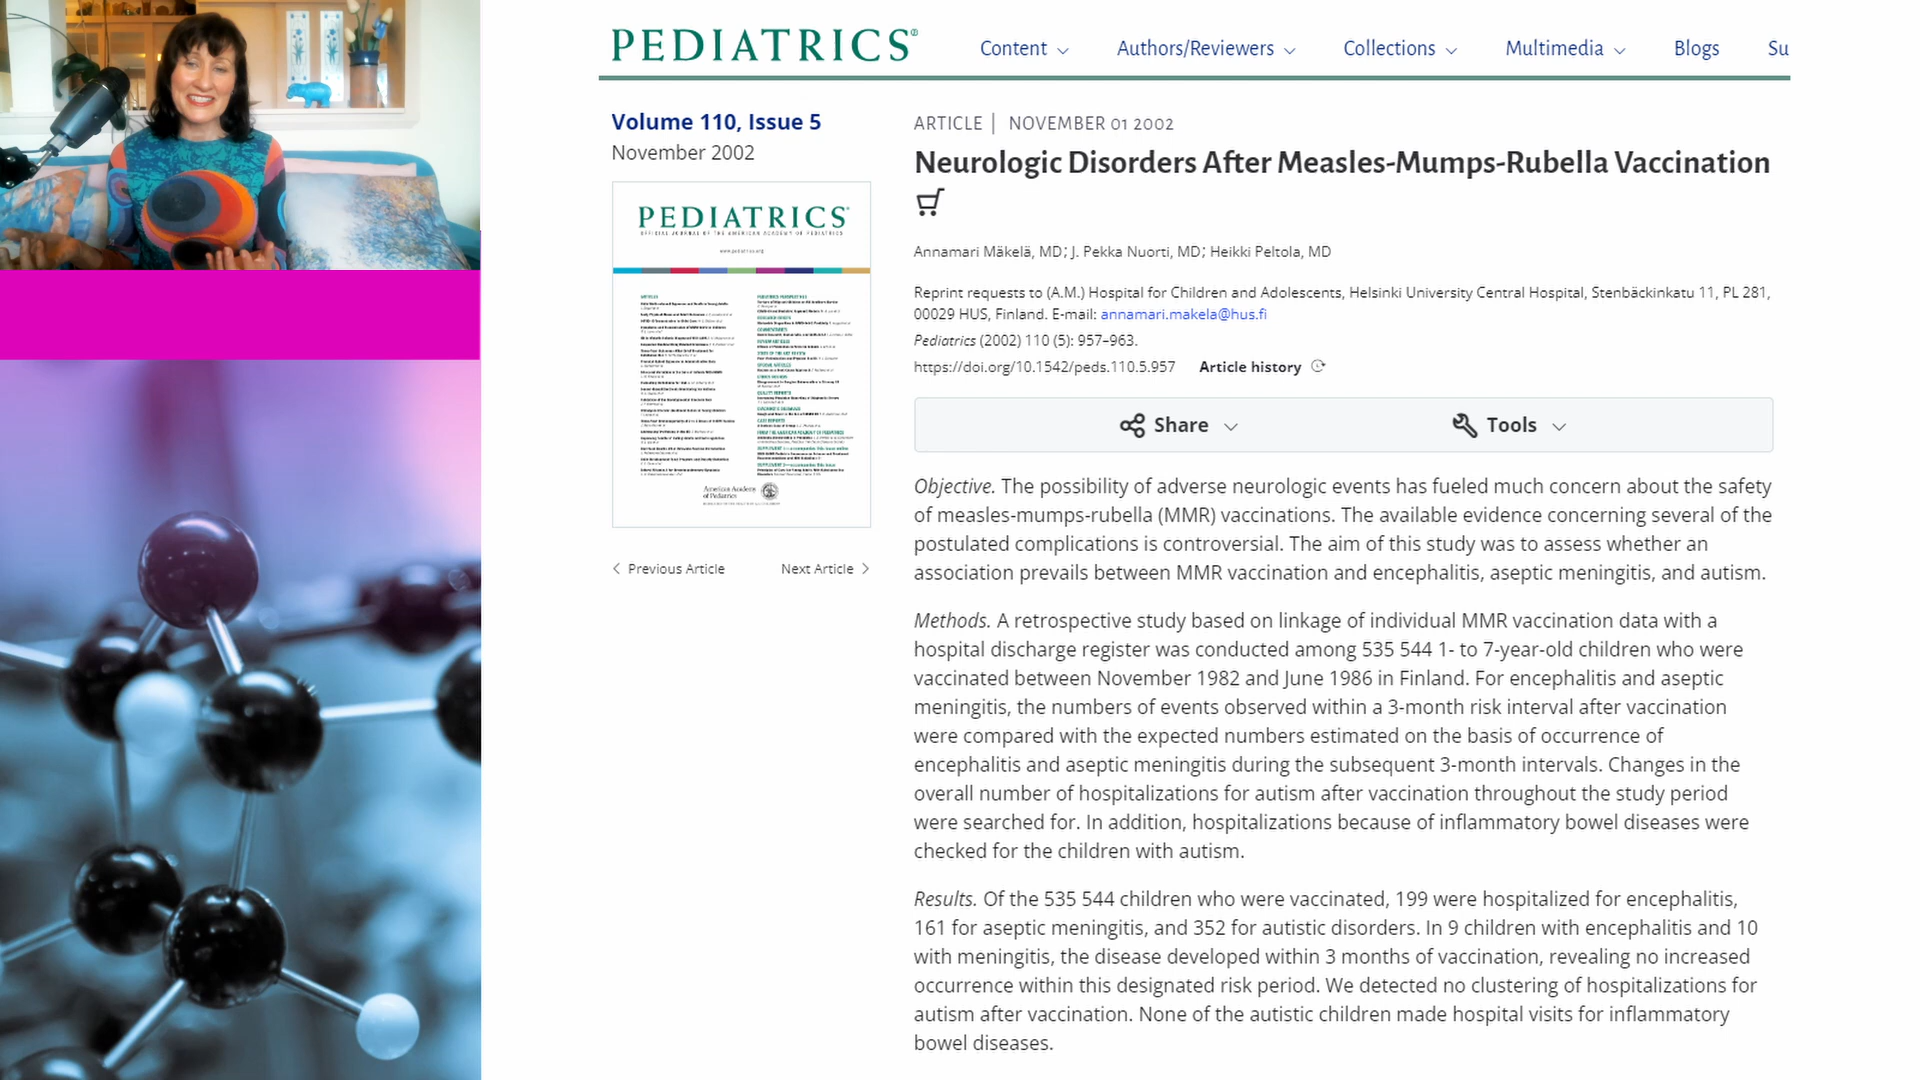 PEDIATRICS®
Content
Authors/Reviewers
Collections
Multimedia
Blogs
Su
Volume 110, Issue 5
November 2002
PEDIATRICS®
OFFICIAL JOURNAL OF THE AMERICAN ACADEMY OF PEDIATRICS
www.pediatrics.org
American Academy
of Pediatrics
Previous Article
Next Article
ARTICLE | NOVEMBER 01 2002
Neurologic Disorders After Measles-Mumps-Rubella Vaccination
Annamari Mäkelä, MD; J. Pekka Nuorti, MD; Heikki Peltola, MD
Reprint requests to (A.M.) Hospital for Children and Adolescents, Helsinki University Central Hospital, Stenbäckinkatu 11, PL 281,
00029 HUS, Finland. E-mail: annamari.makela@hus.fi
Pediatrics (2002) 110 (5): 957–963.
https://doi.org/10.1542/peds.110.5.957 Article history
Share
Tools
Objective. The possibility of adverse neurologic events has fueled much concern about the safety
of measles-mumps-rubella (MMR) vaccinations. The available evidence concerning several of the
postulated complications is controversial. The aim of this study was to assess whether an
association prevails between MMR vaccination and encephalitis, aseptic meningitis, and autism.
Methods. A retrospective study based on linkage of individual MMR vaccination data with a
hospital discharge register was conducted among 535 544 1- to 7-year-old children who were
vaccinated between November 1982 and June 1986 in Finland. For encephalitis and aseptic
meningitis, the numbers of events observed within a 3-month risk interval after vaccination
were compared with the expected numbers estimated on the basis of occurrence of
encephalitis and aseptic meningitis during the subsequent 3-month intervals. Changes in the
overall number of hospitalizations for autism after vaccination throughout the study period
were searched for. In addition, hospitalizations because of inflammatory bowel diseases were
checked for the children with autism.
Results. Of the 535 544 children who were vaccinated, 199 were hospitalized for encephalitis,
161 for aseptic meningitis, and 352 for autistic disorders. In 9 children with encephalitis and 10
with meningitis, the disease developed within 3 months of vaccination, revealing no increased
occurrence within this designated risk period. We detected no clustering of hospitalizations for
autism after vaccination. None of the autistic children made hospital visits for inflammatory
bowel diseases.